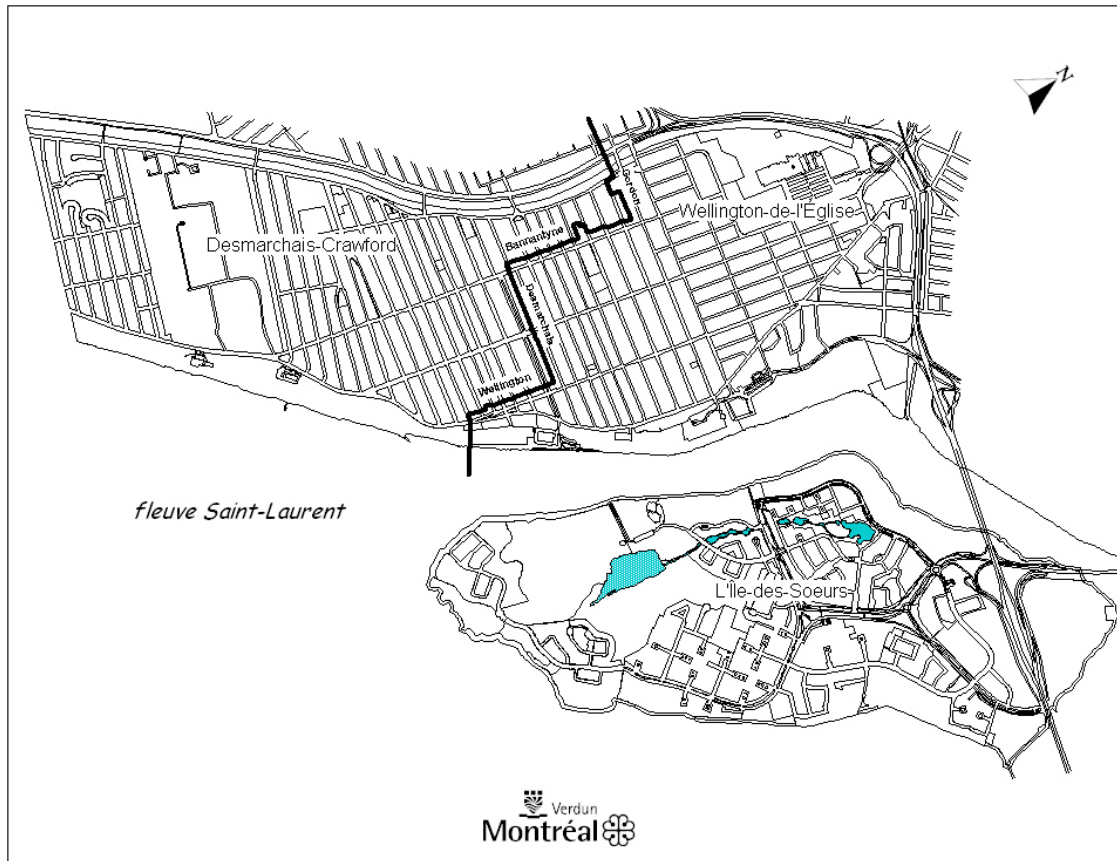 N
Gordon
Wellington-de-l'Église
Bannantyne
Desmarchais-Crawford
Desmarchais
Wellington
fleuve Saint-Laurent
L'Île-des-Soeurs
Verdun
Montréal